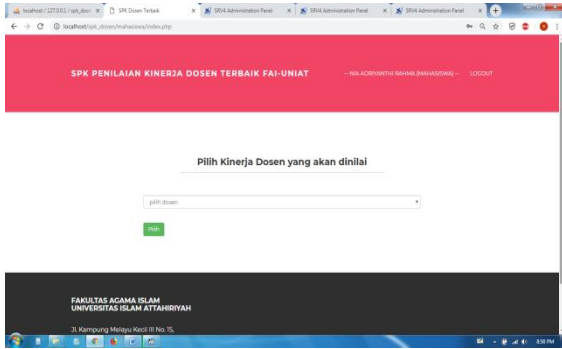 localhost / 127.0.0.1 / spk_dosen
SPK Dosen Terbaik
SRV4 Administration Panel
SRV4 Administration Panel
SRV4 Administration Panel
localhost/spk_dosen/mahasiswa/index.php
SPK PENILAIAN KINERJA DOSEN TERBAIK FAI-UNIAT
-- NIA ADRIYANTHI RAHMA (MAHASISWA) --
LOGOUT
Pilih Kinerja Dosen yang akan dinilai
pilih dosen
Pilih
FAKULTAS AGAMA ISLAM
UNIVERSITAS ISLAM ATTAHIRIYAH
Jl. Kampung Melayu Kecil III No. 15,
8:50 PM